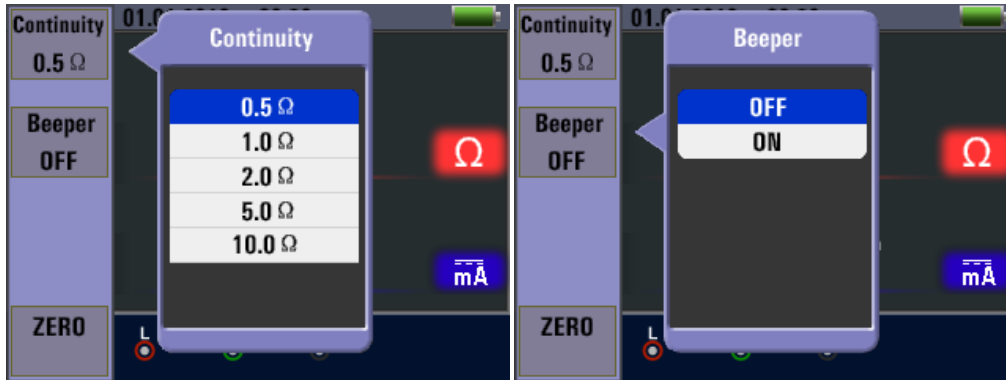 Continuity
0.5 Ω
Beeper
OFF
ZERO
Continuity
0.5 Ω
1.0 Ω
2.0 Ω
5.0 Ω
10.0 Ω
Ω
mA
L
Continuity
0.5 Ω
Beeper
OFF
ZERO
Beeper
OFF
ON
Ω
mA
L